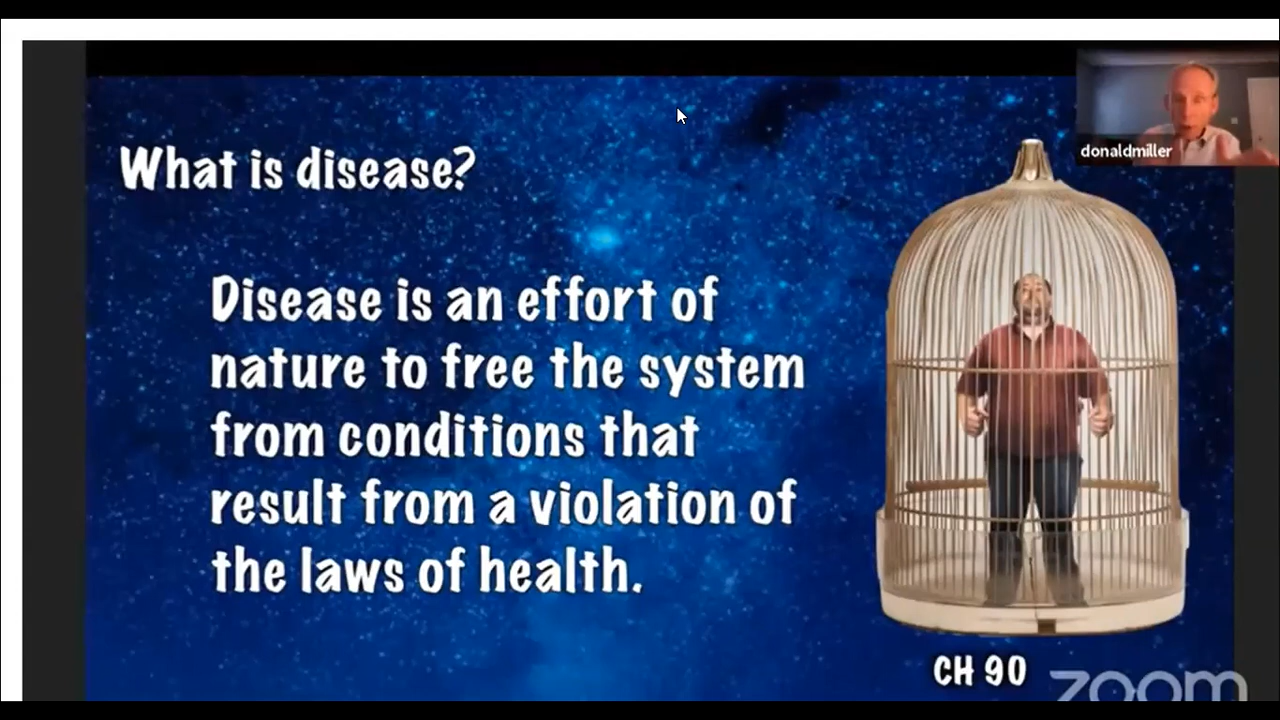 What is disease?
donaldmiller
Disease is an effort of
nature to free the system
from conditions that
result from a violation of
the laws of health.
CH 90
zoom